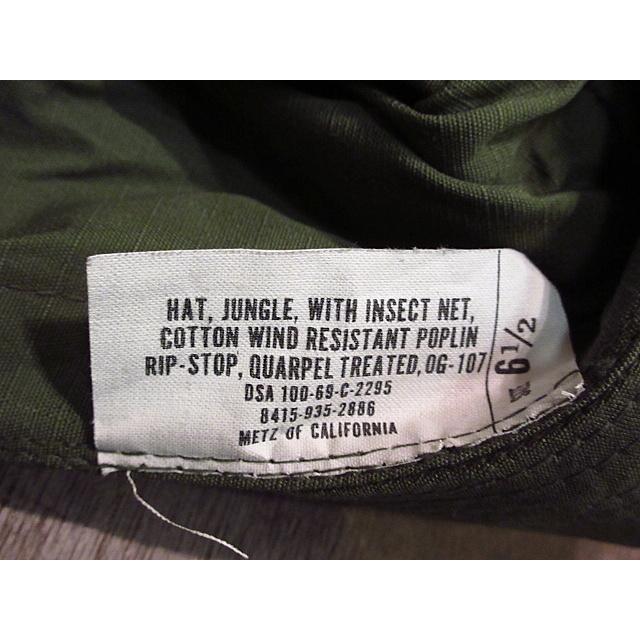 HAT, JUNGLE, WITH INSECT NET,
COTTON WIND RESISTANT POPLIN
RIP-STOP, QUARPEL TREATED, OG-107
DSA 100-69-C-2295
8415-935-2886
METZ OF CALIFORNIA
6 1/2